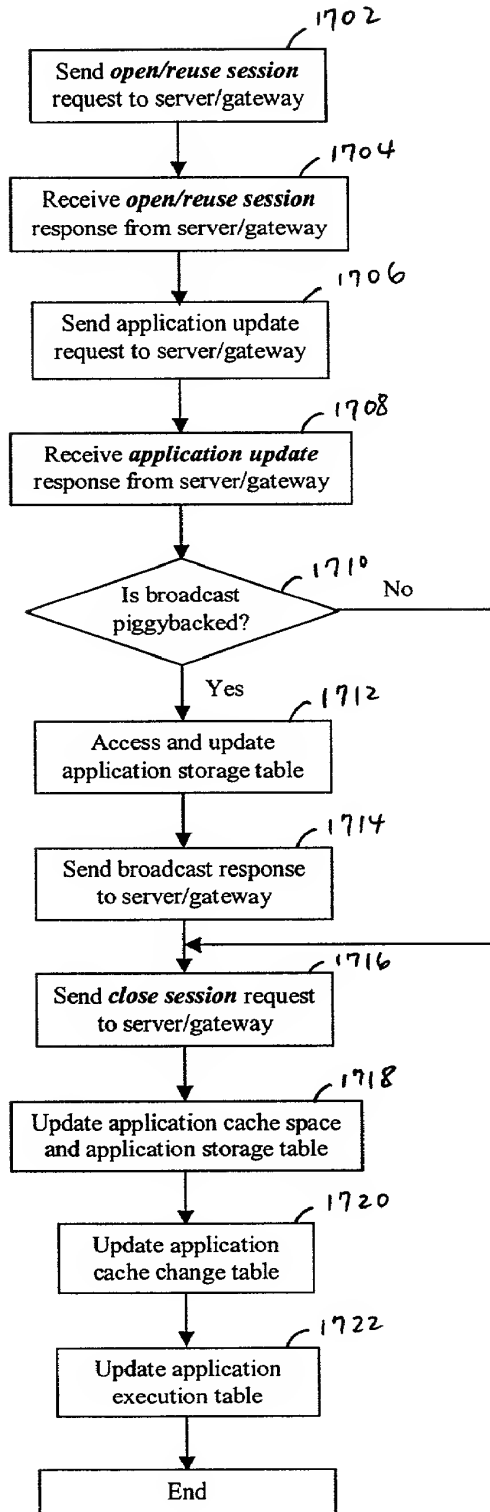 1702
Send open/reuse session
request to server/gateway
1704
Receive open/reuse session
response from server/gateway
1706
Send application update
request to server/gateway
1708
Receive application update
response from server/gateway
1710
Is broadcast
piggybacked?
No
Yes
1712
Access and update
application storage table
1714
Send broadcast response
to server/gateway
1716
Send close session request
to server/gateway
1718
Update application cache space
and application storage table
1720
Update application
cache change table
1722
Update application
execution table
End